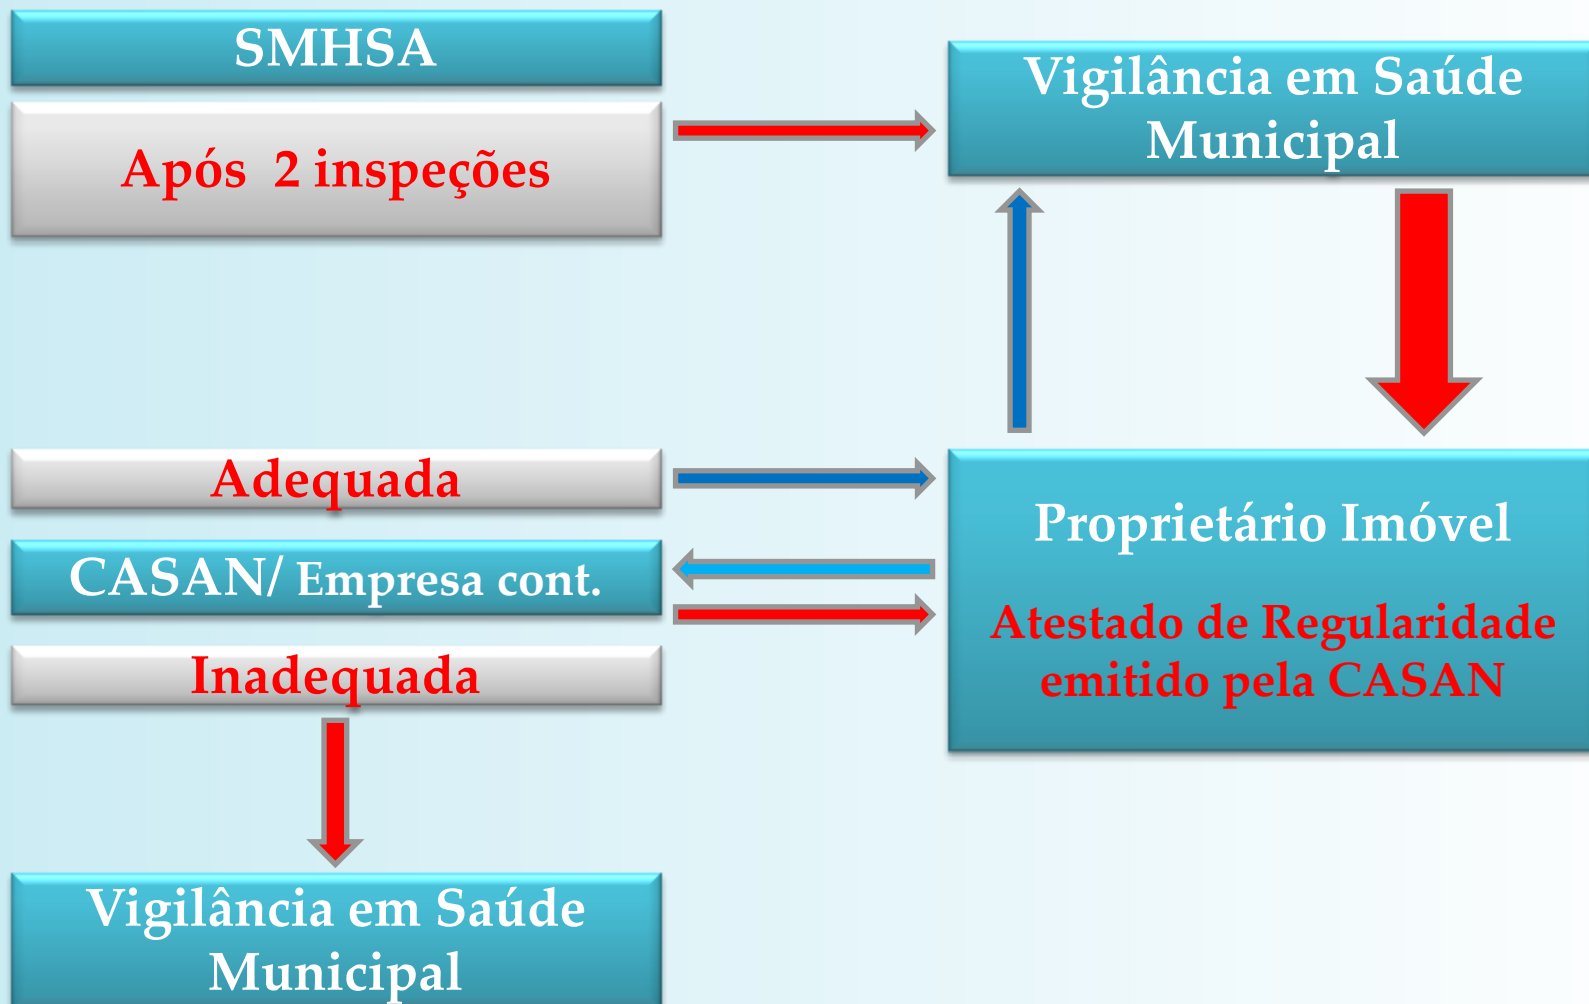 SMHSA
Após 2 inspeções
Vigilância em Saúde
Municipal
Adequada
CASAN/ Empresa cont.
Inadequada
Proprietário Imóvel
Atestado de Regularidade
emitido pela CASAN
Vigilância em Saúde
Municipal